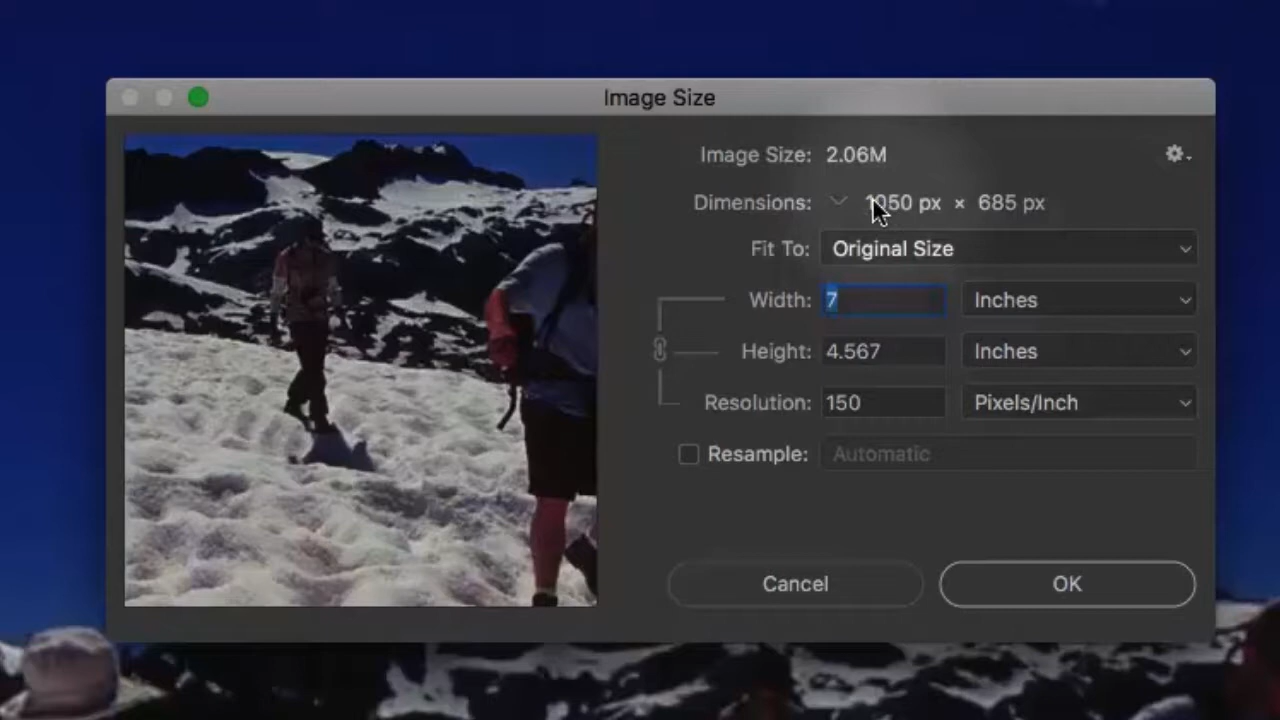 Image Size
Image Size: 2.06M
Dimensions: 1050 px × 685 px
Fit To: Original Size
Width: 7 Inches
Height: 4.567 Inches
Resolution: 150 Pixels/Inch
Resample: Automatic
Cancel OK